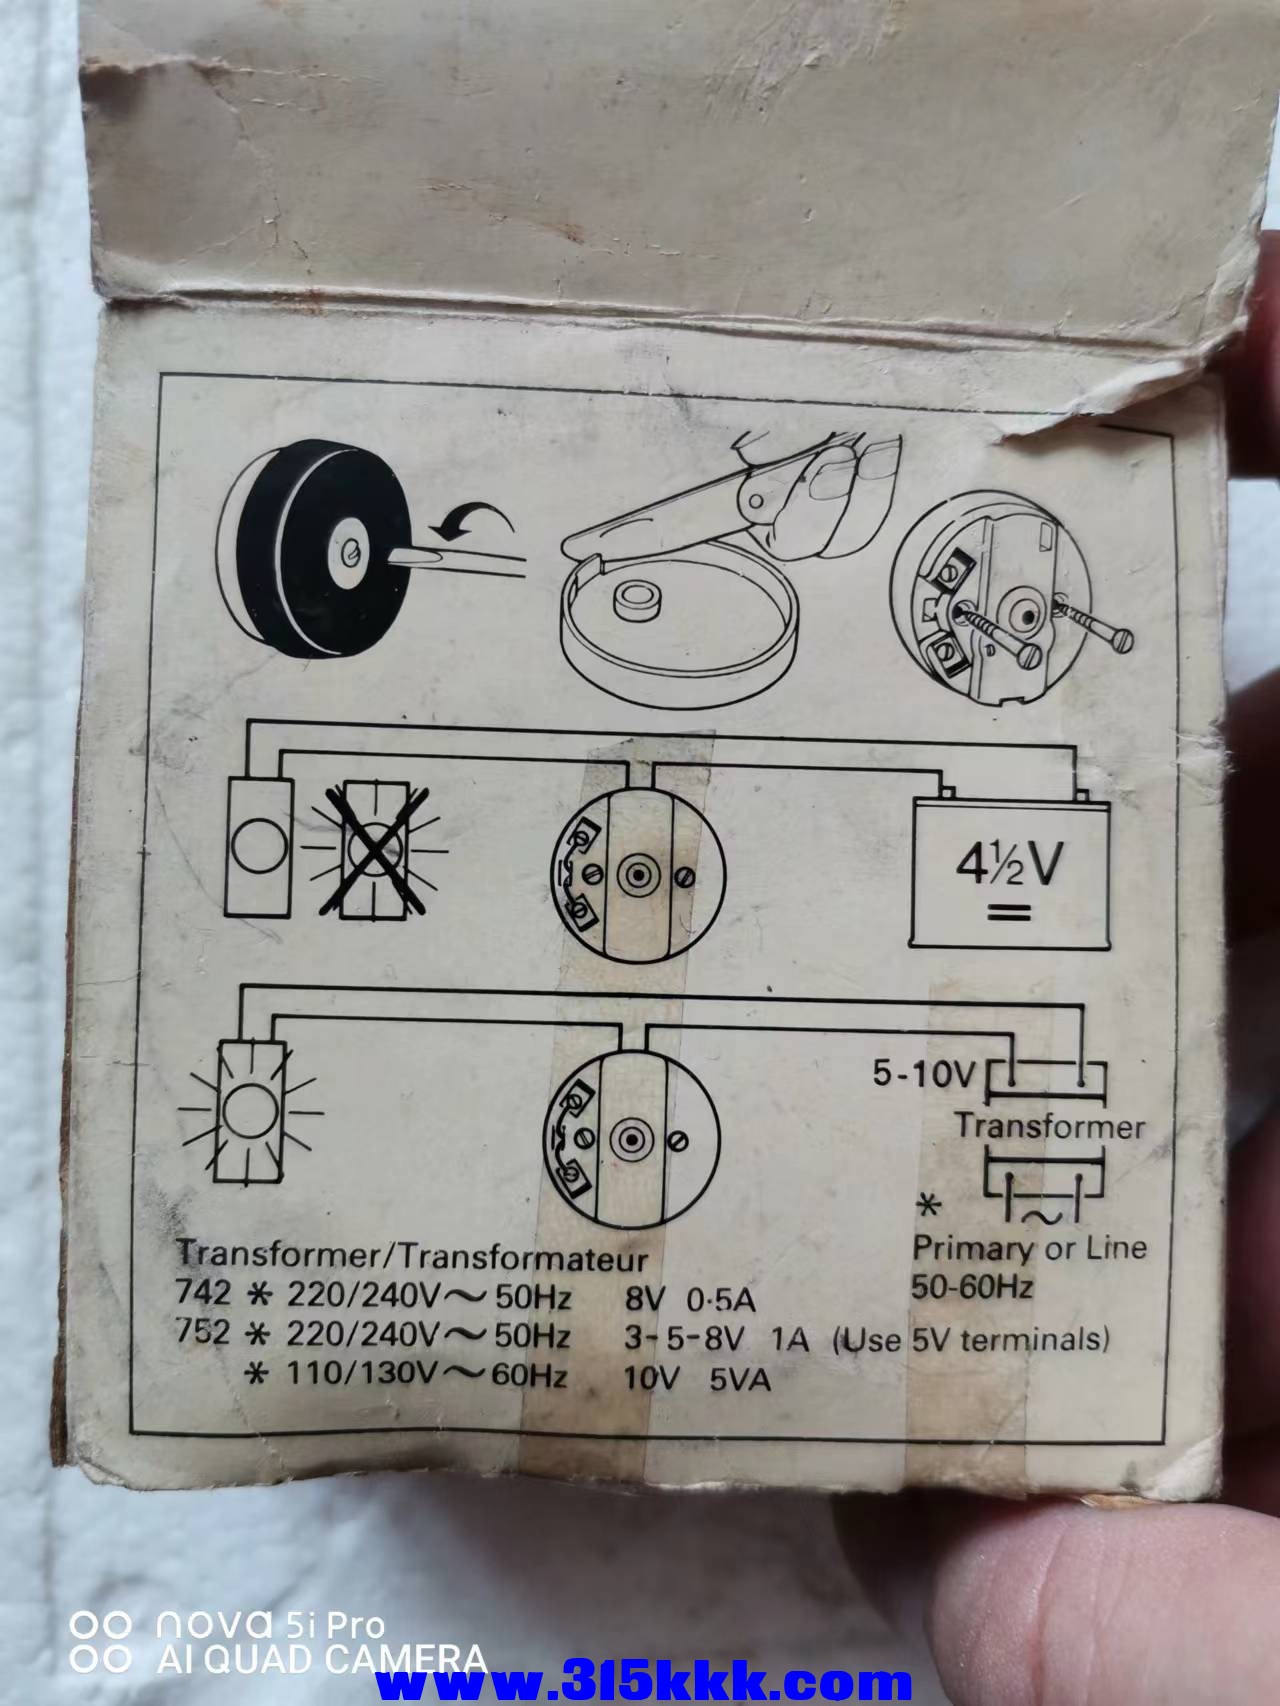 4½V
=
5-10V
Transformer
*
Primary or Line
50-60Hz
Transformer/Transformateur
742 * 220/240V~50Hz 8V 0·5A
752 * 220/240V~50Hz 3-5-8V 1A (Use 5V terminals)
* 110/130V~60Hz 10V 5VA
nova 5i Pro
AI QUAD CAMERA
www.315kkk.com